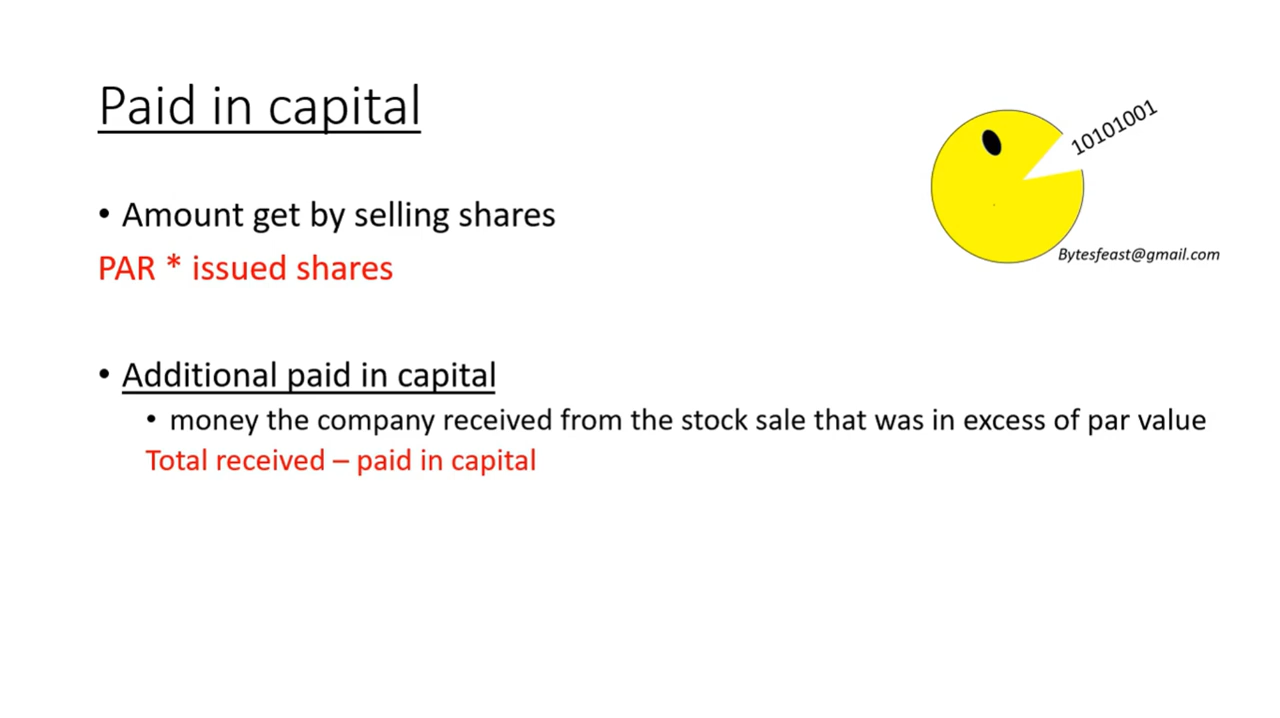 Paid in capital
10101001
• Amount get by selling shares
Bytesfeast@gmail.com
PAR * issued shares
• Additional paid in capital
• money the company received from the stock sale that was in excess of par value
Total received – paid in capital